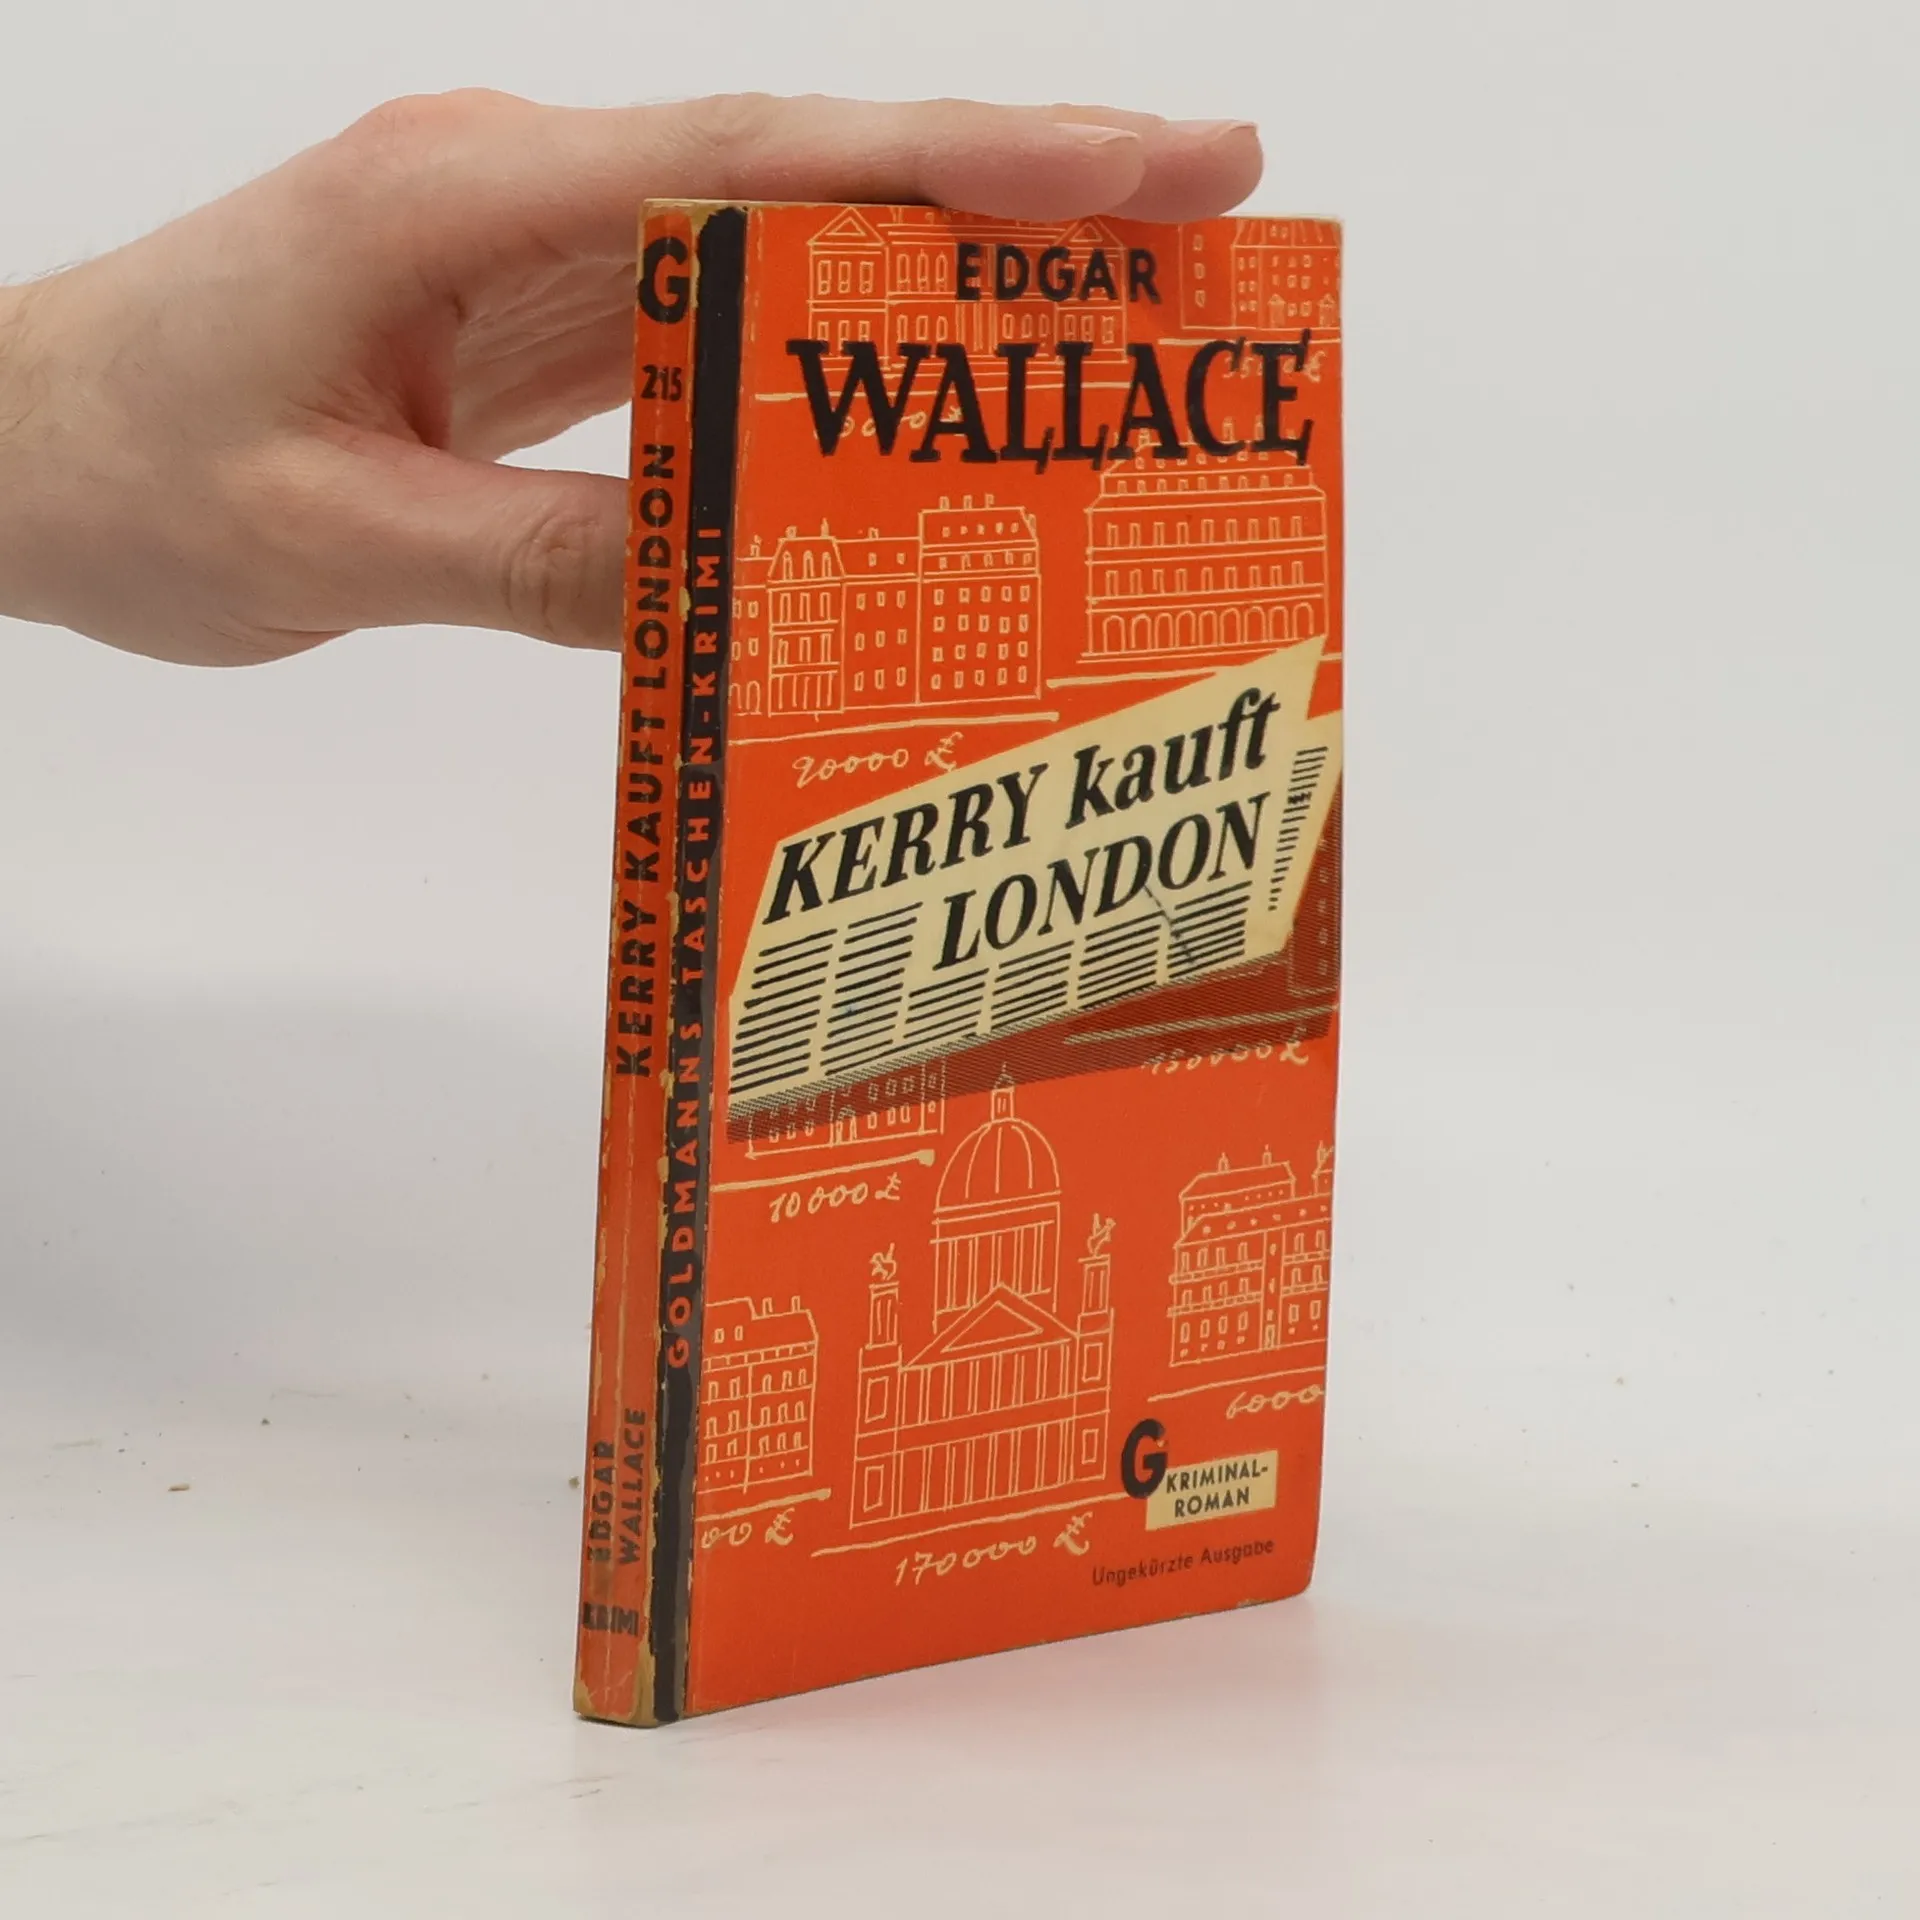 G
215
KERRY KAUFT LONDON
EDGAR
WALLACE
KRIMI
GOLDMANNS TASCHEN-KRIMI
EDGAR
WALLACE
20000 £
KERRY kauft
LONDON
150000 £
10000 £
6000
00 £
170000 £
G
KRIMINAL-
ROMAN
Ungekürzte Ausgabe